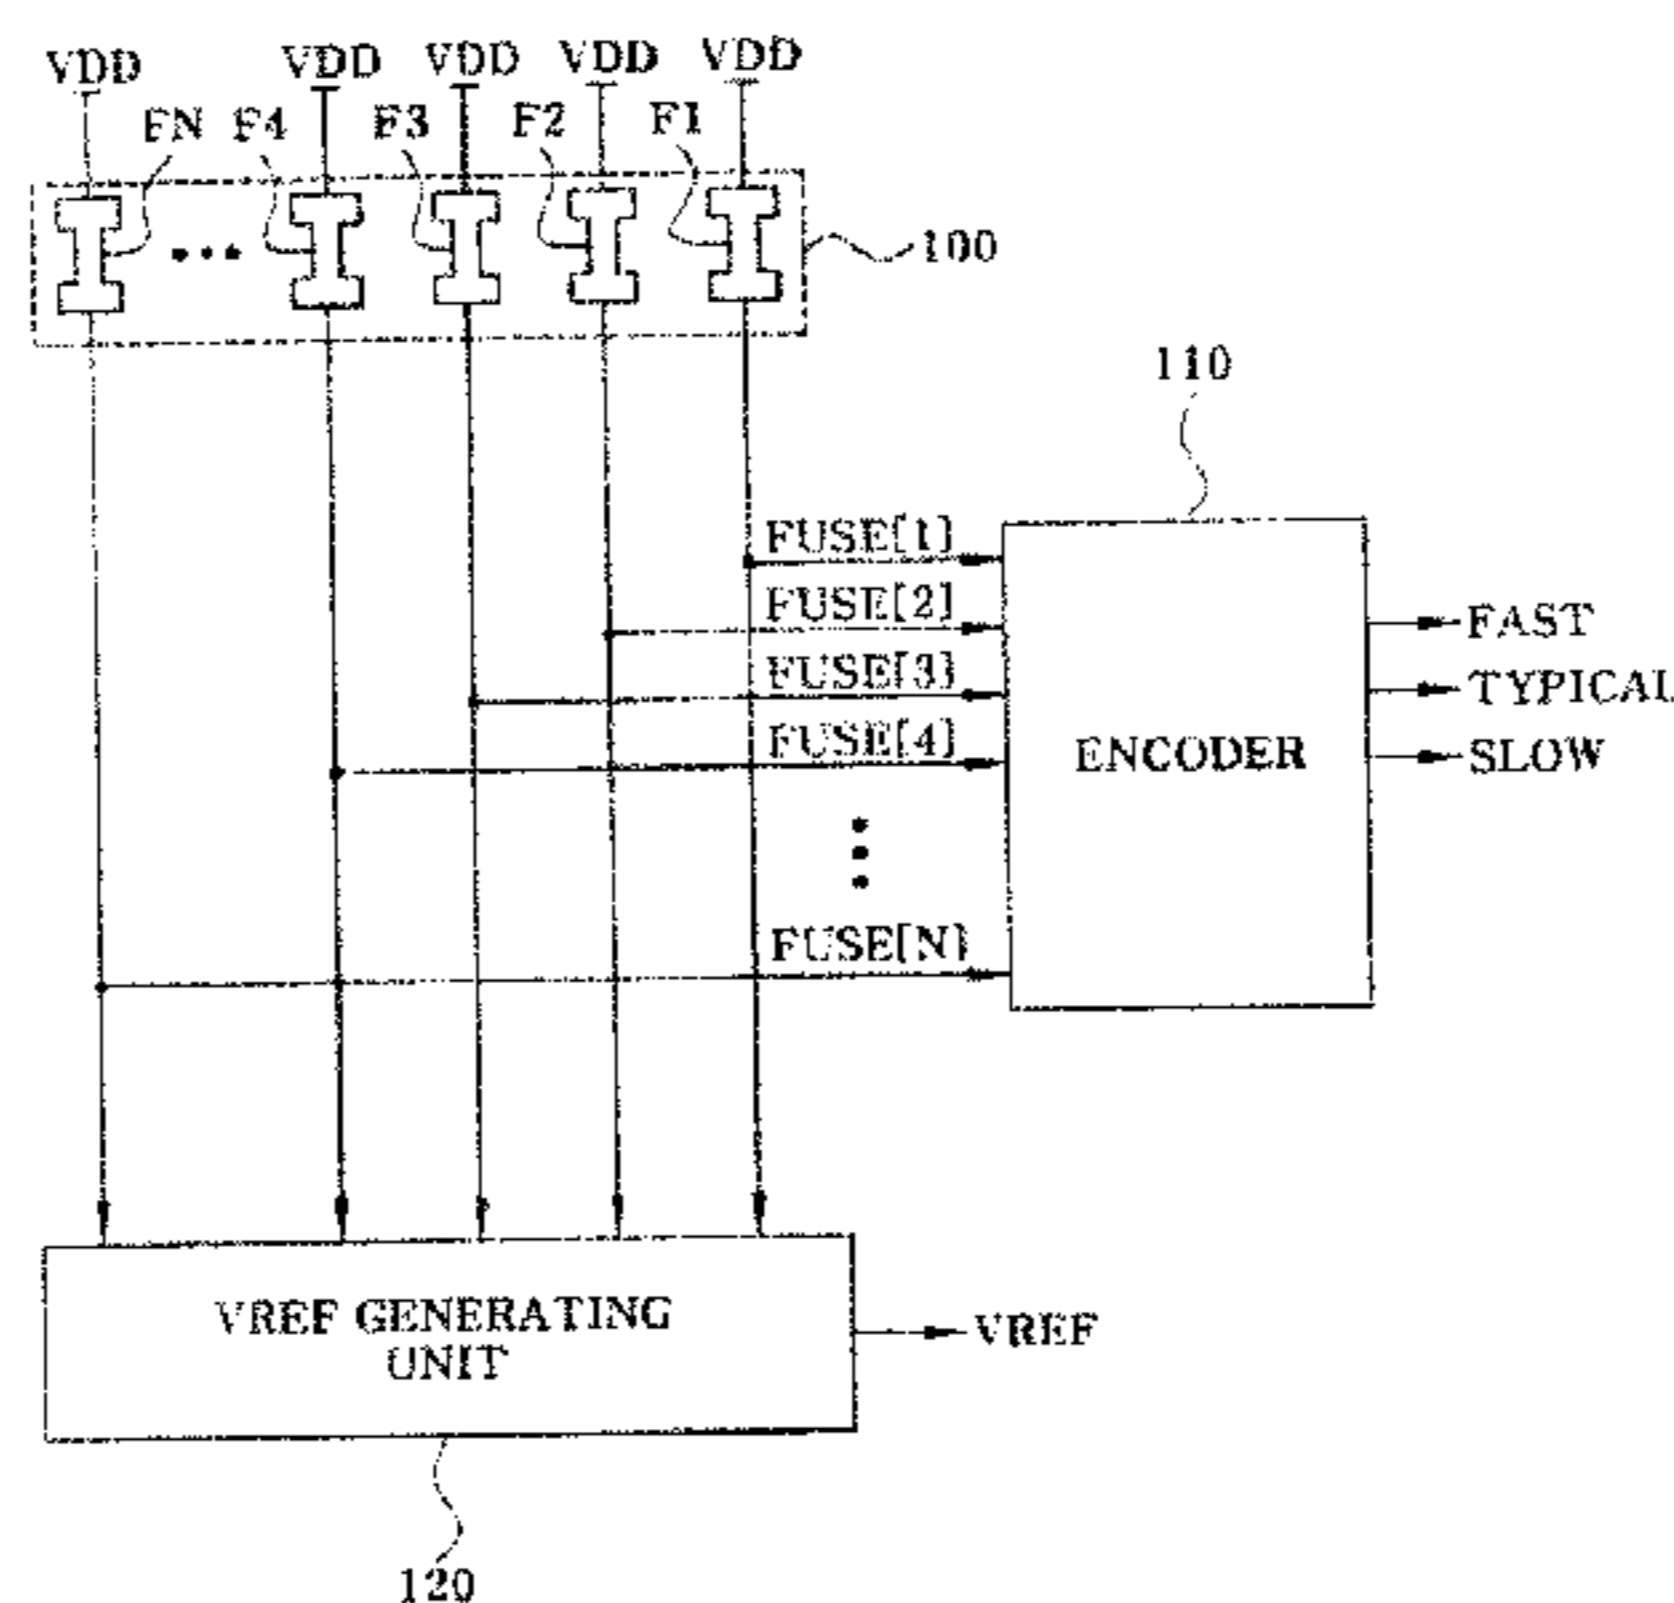 VDD VDD VDD VDD VDD
FN F4 F3 F2 F1
100
110
FUSE[1]
FUSE[2]
FAST
FUSE[3]
TYPICAL
FUSE[4]
ENCODER
SLOW
FUSE[N]
VREF GENERATING
UNIT
VREF
120